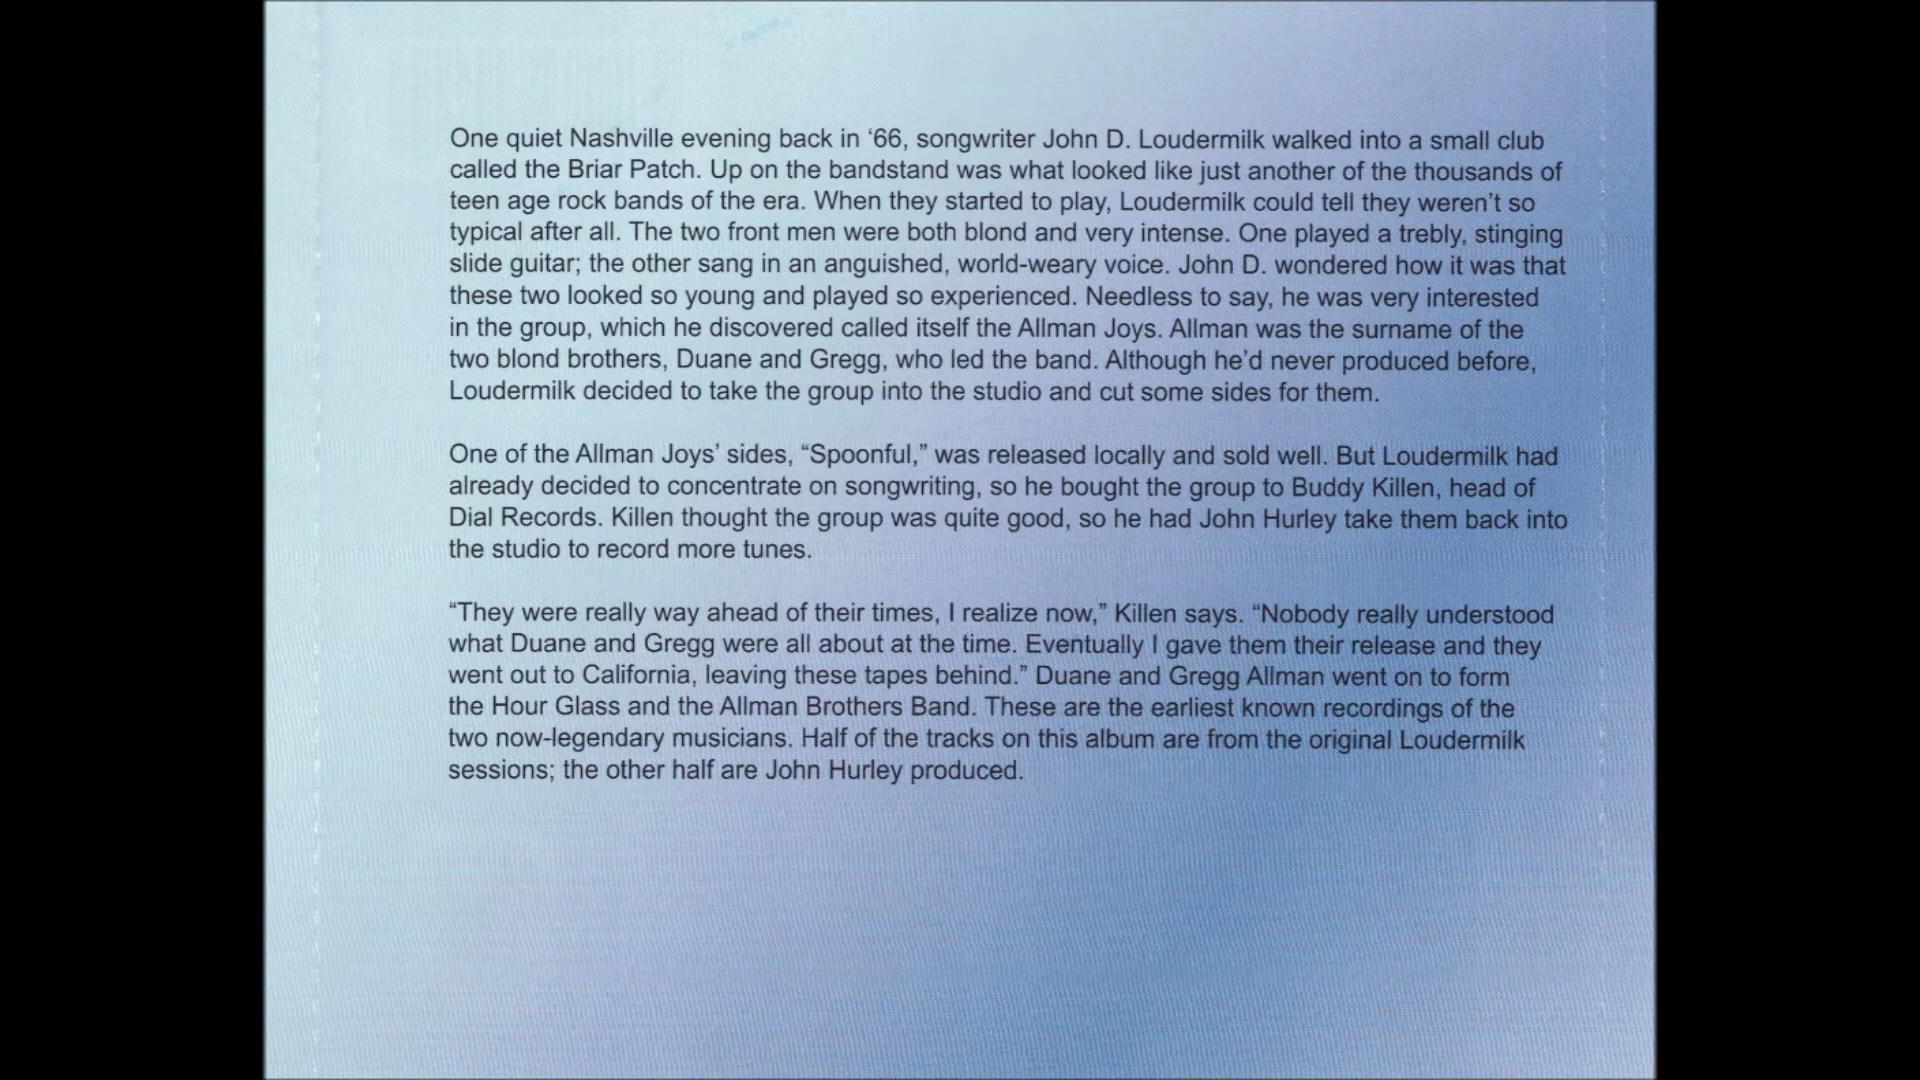 One quiet Nashville evening back in ‘66, songwriter John D. Loudermilk walked into a small club
called the Briar Patch. Up on the bandstand was what looked like just another of the thousands of
teen age rock bands of the era. When they started to play, Loudermilk could tell they weren’t so
typical after all. The two front men were both blond and very intense. One played a trebly, stinging
slide guitar; the other sang in an anguished, world-weary voice. John D. wondered how it was that
these two looked so young and played so experienced. Needless to say, he was very interested
in the group, which he discovered called itself the Allman Joys. Allman was the surname of the
two blond brothers, Duane and Gregg, who led the band. Although he’d never produced before,
Loudermilk decided to take the group into the studio and cut some sides for them.
One of the Allman Joys’ sides, “Spoonful,” was released locally and sold well. But Loudermilk had
already decided to concentrate on songwriting, so he bought the group to Buddy Killen, head of
Dial Records. Killen thought the group was quite good, so he had John Hurley take them back into
the studio to record more tunes.
“They were really way ahead of their times, I realize now,” Killen says. “Nobody really understood
what Duane and Gregg were all about at the time. Eventually I gave them their release and they
went out to California, leaving these tapes behind.” Duane and Gregg Allman went on to form
the Hour Glass and the Allman Brothers Band. These are the earliest known recordings of the
two now-legendary musicians. Half of the tracks on this album are from the original Loudermilk
sessions; the other half are John Hurley produced.